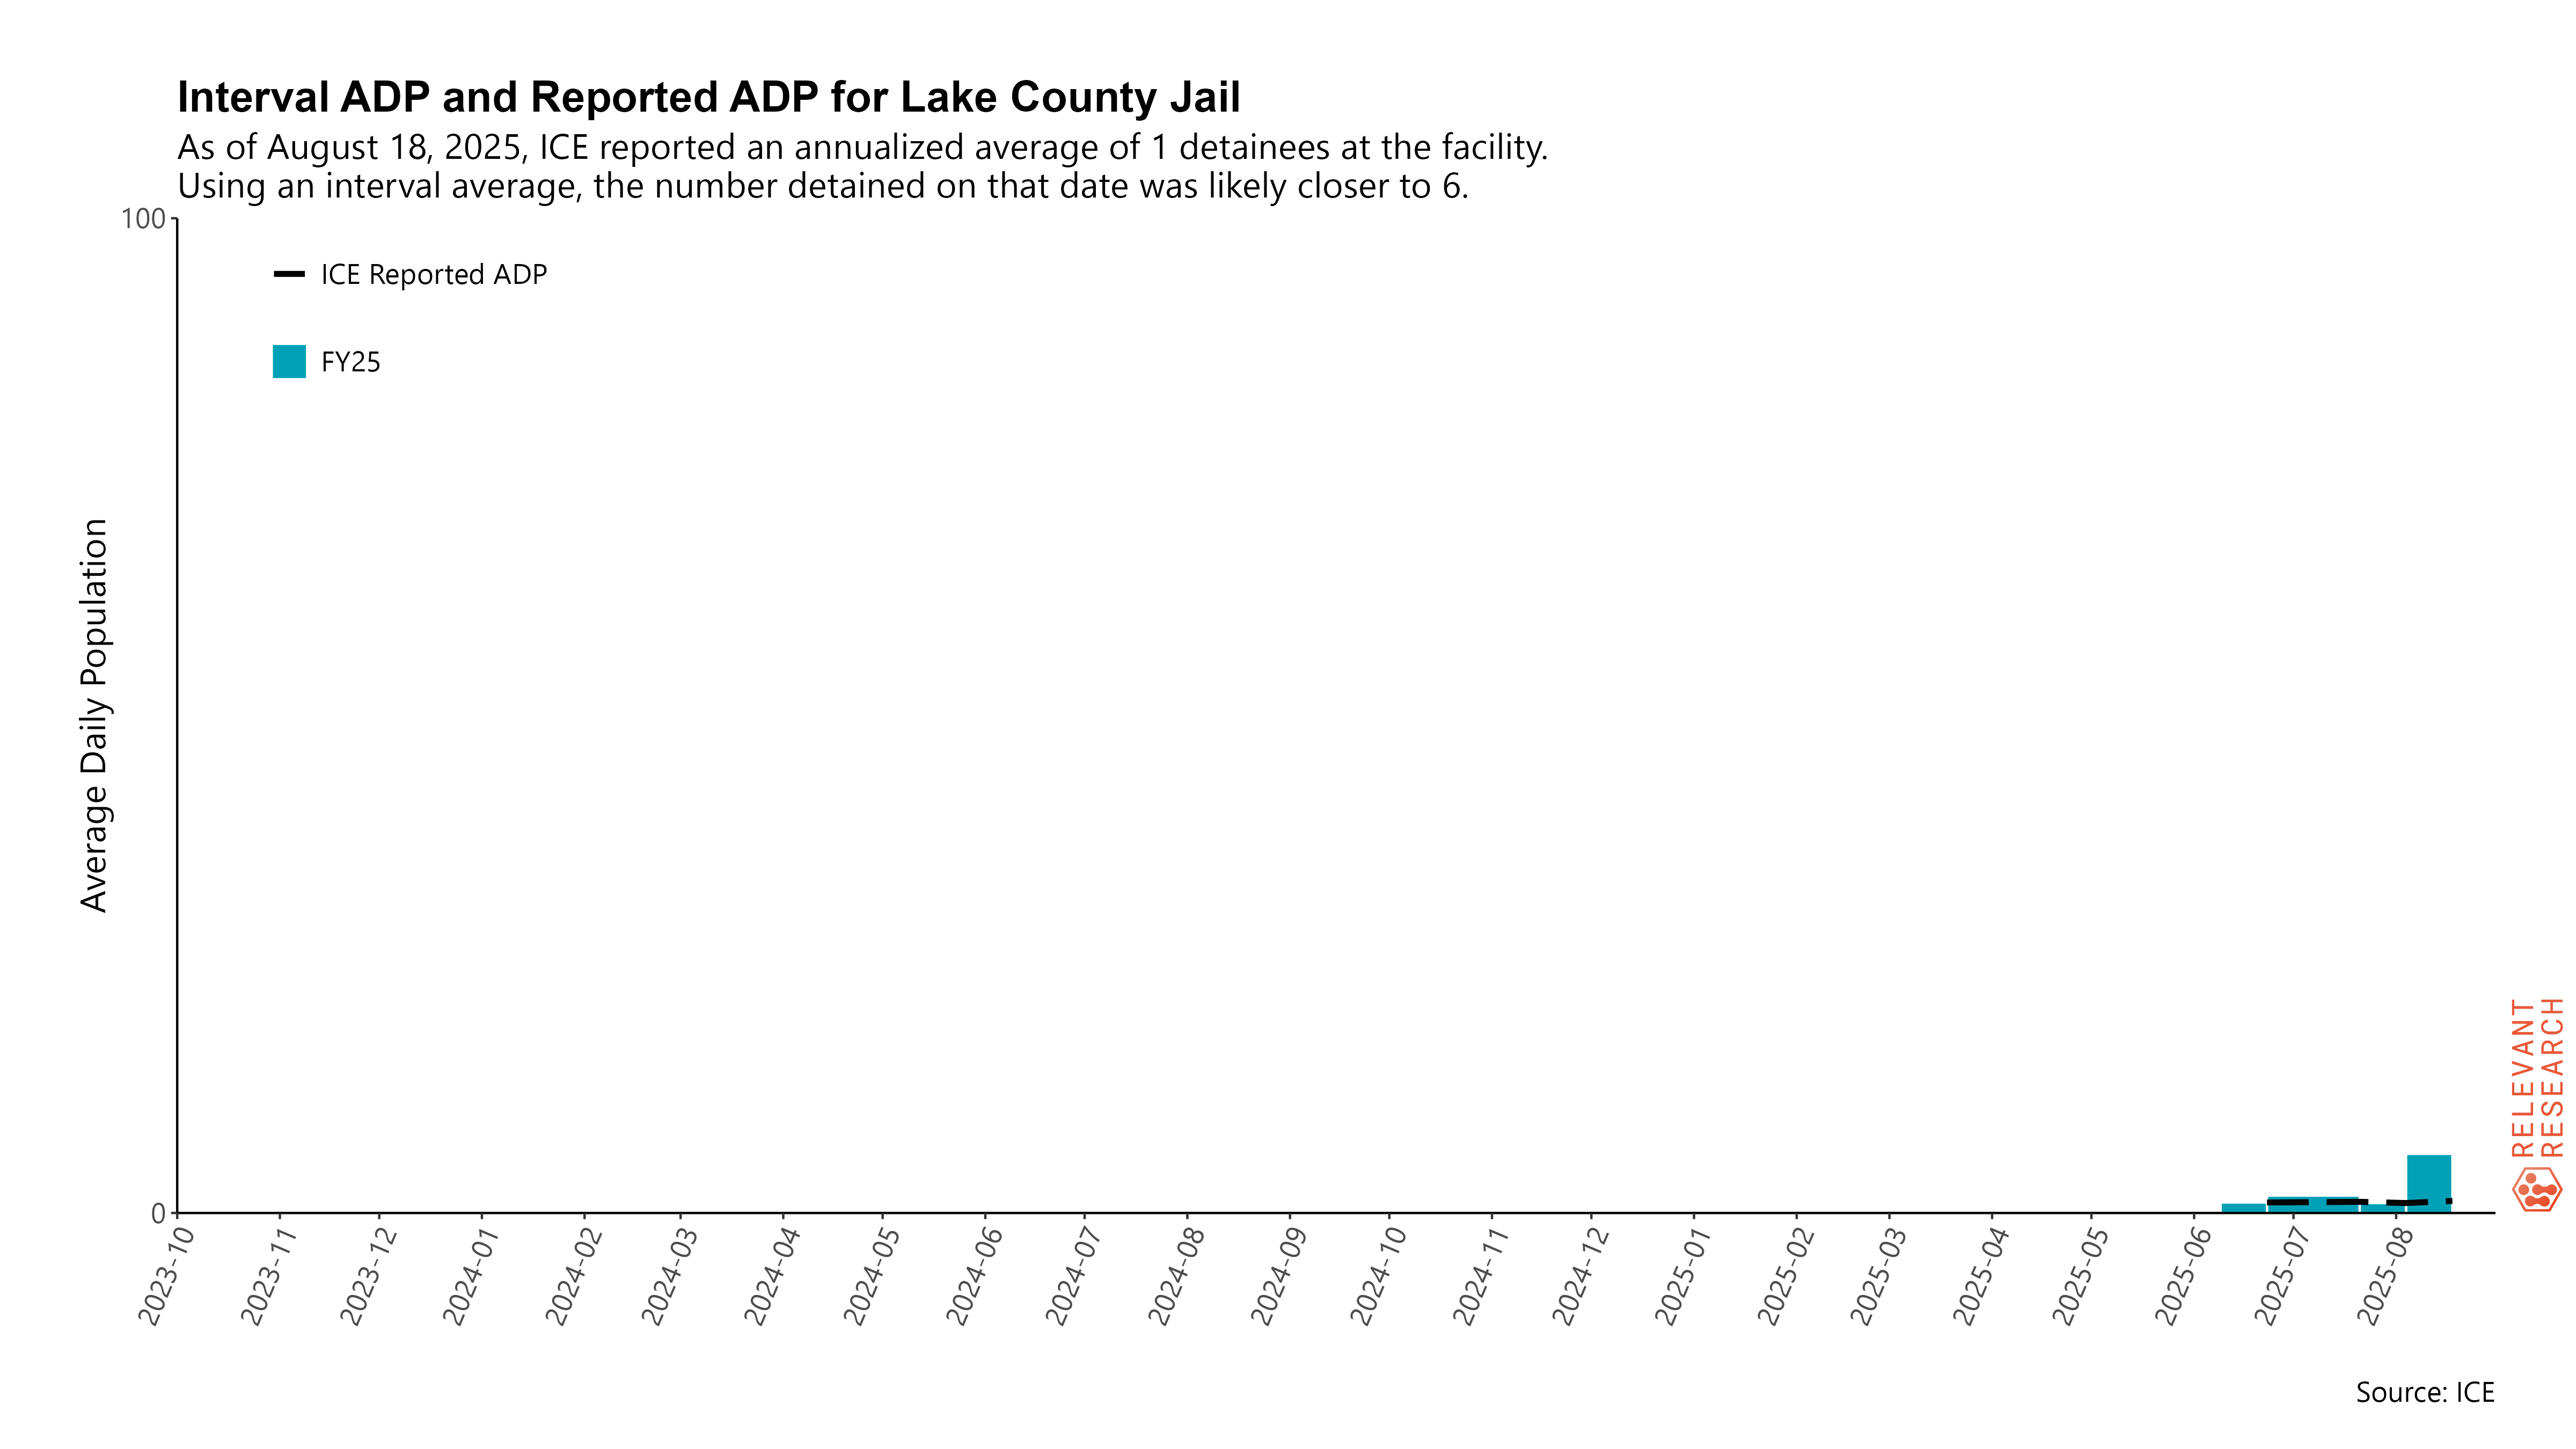 Interval ADP and Reported ADP for Lake County Jail
As of August 18, 2025, ICE reported an annualized average of 1 detainees at the facility.
Using an interval average, the number detained on that date was likely closer to 6.
100
ICE Reported ADP
FY25
Average Daily Population
0
2023-10
2023-11
2023-12
2024-01
2024-02
2024-03
2024-04
2024-05
2024-06
2024-07
2024-08
2024-09
2024-10
2024-11
2024-12
2025-01
2025-02
2025-03
2025-04
2025-05
2025-06
2025-07
2025-08
RELEVANT
RESEARCH
Source: ICE